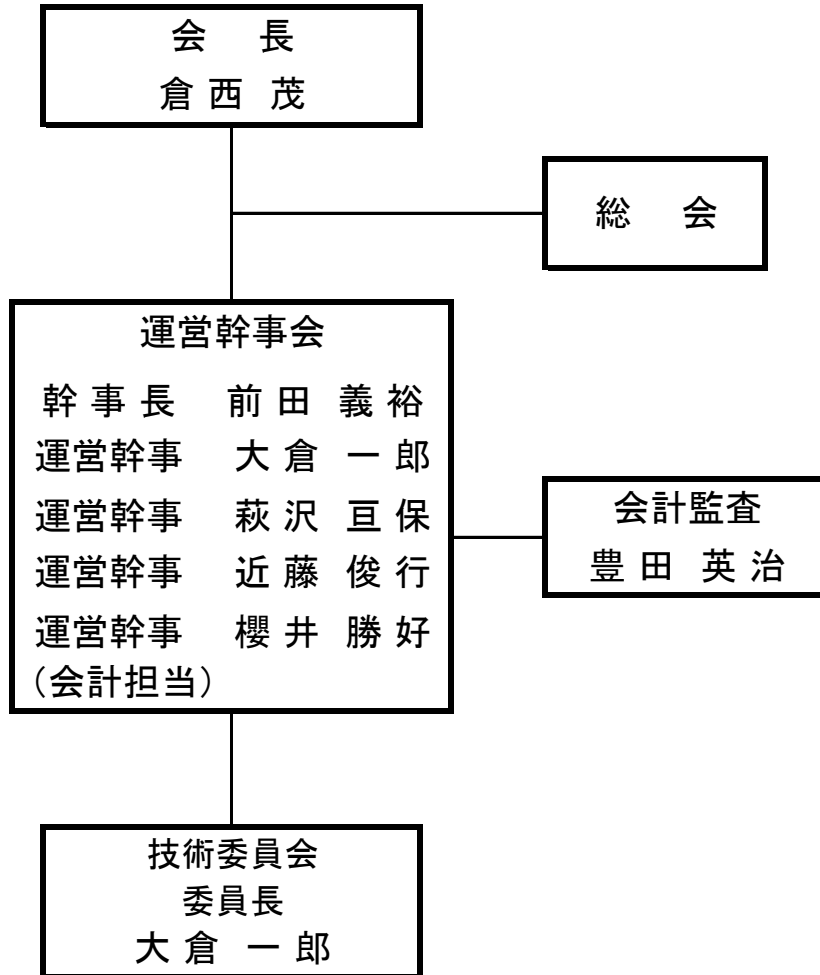 会 長
倉西 茂
総 会
運営幹事会
幹事長 前田 義裕
運営幹事 大倉 一郎
運営幹事 萩沢 亘保
運営幹事 近藤 俊行
運営幹事 櫻井 勝好
(会計担当)
会計監査
豊田 英治
技術委員会
委員長
大倉 一郎